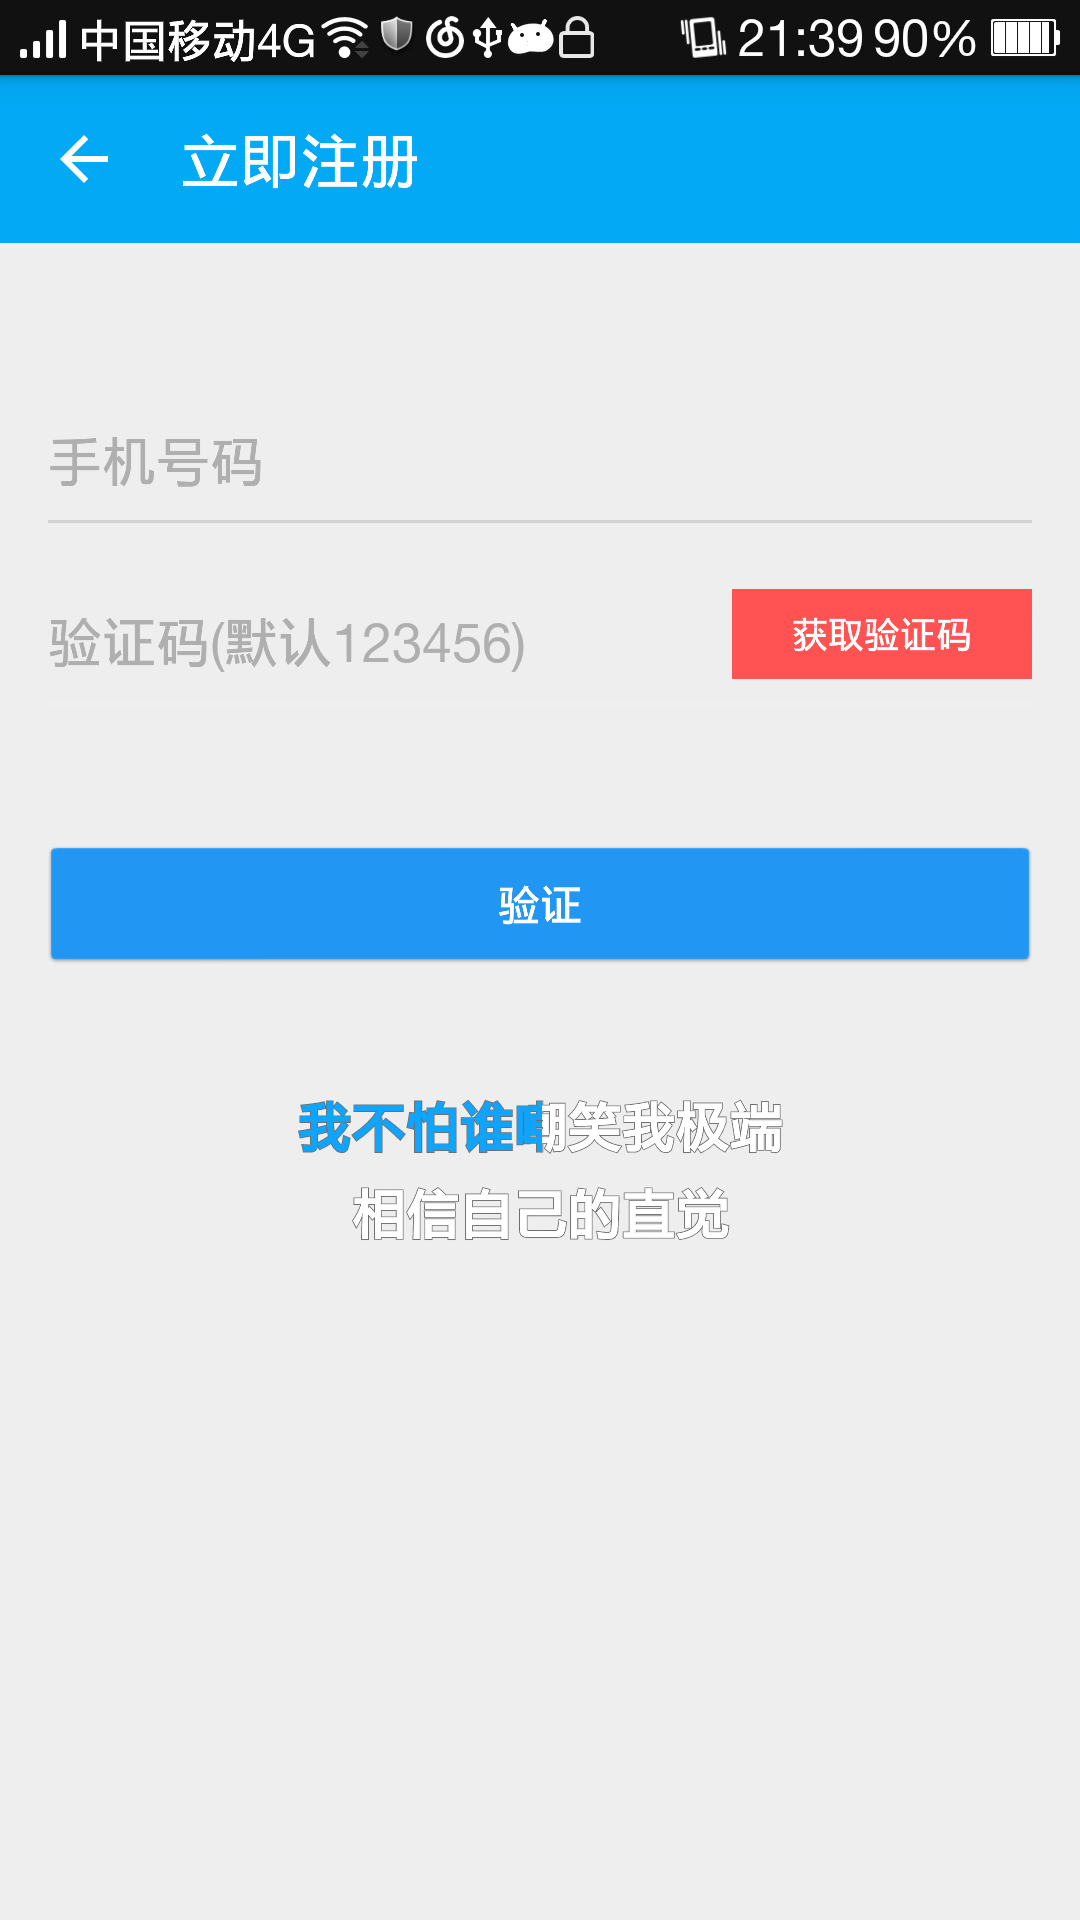 中国移动4G 21:39 90%
立即注册
手机号码
验证码(默认123456) 获取验证码
验证
我不怕谁嘲笑我极端
相信自己的直觉